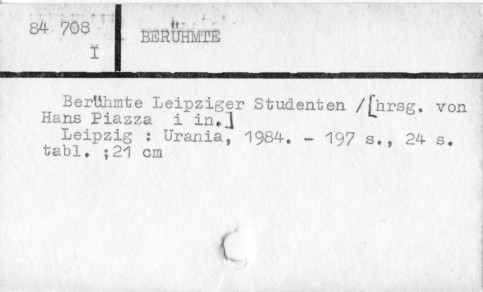 84 708
I
BERÜHMTE
Berühmte Leipziger Studenten /[hrsg. von
Hans Piazza i in.]
Leipzig : Urania, 1984. - 197 s., 24 s.
tabl. ;21 cm